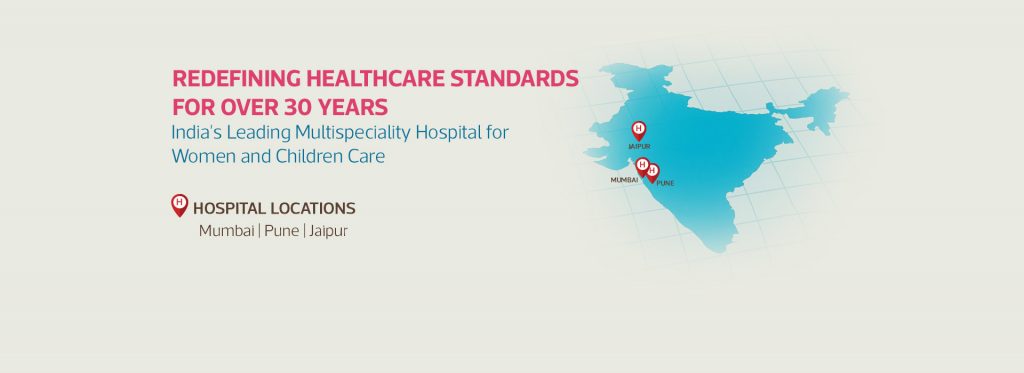 REDEFINING HEALTHCARE STANDARDS
FOR OVER 30 YEARS
India's Leading Multispeciality Hospital for
Women and Children Care
H HOSPITAL LOCATIONS
Mumbai | Pune | Jaipur
H
JAIPUR
H
H
MUMBAI
PUNE